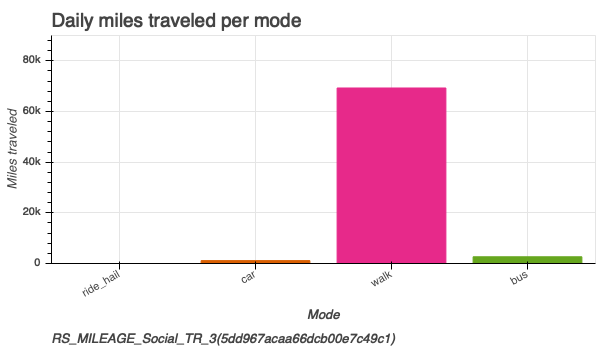 Daily miles traveled per mode
80k
60k
40k
20k
0
Miles traveled
ride_hail
car
walk
bus
Mode
RS_MILEAGE_Social_TR_3(5dd967acaa66dcb00e7c49c1)